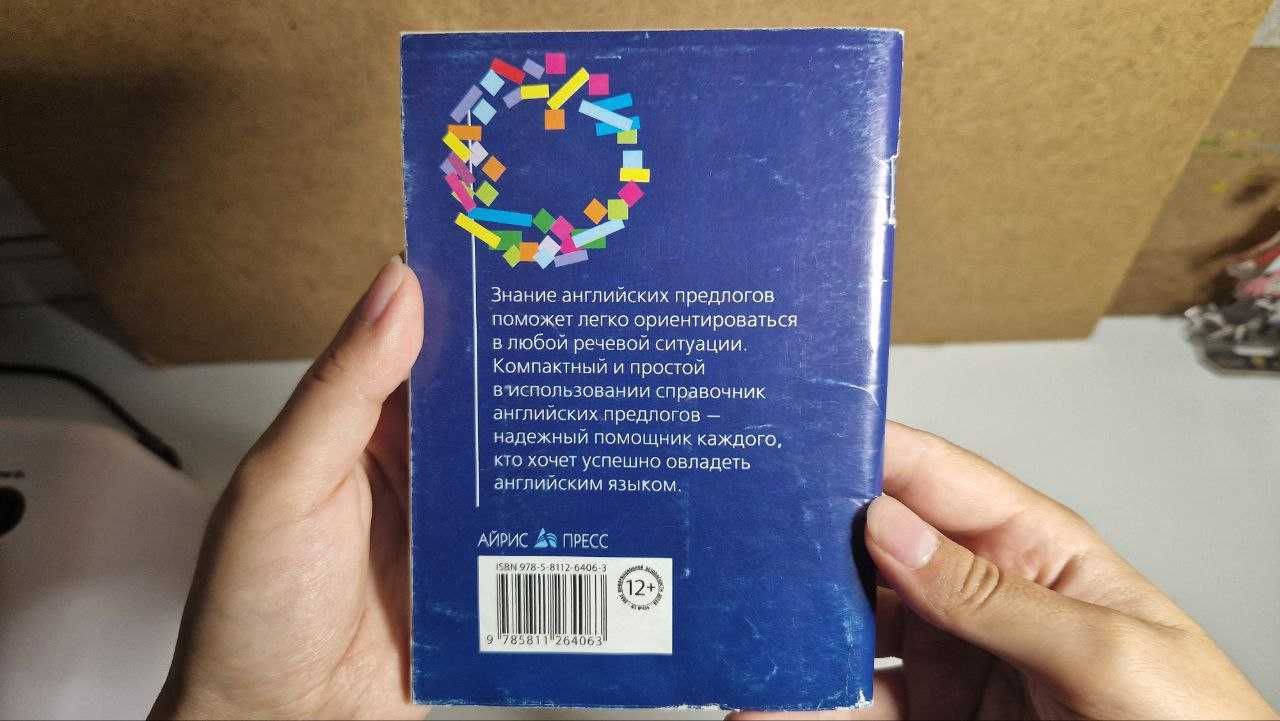 Знание английских предлогов
поможет легко ориентироваться
в любой речевой ситуации.
Компактный и простой
в использовании справочник
английских предлогов —
надежный помощник каждого,
кто хочет успешно овладеть
английским языком.
АЙРИС ПРЕСС
ISBN 978-5-8112-6406-3
12+
9 785811 264063